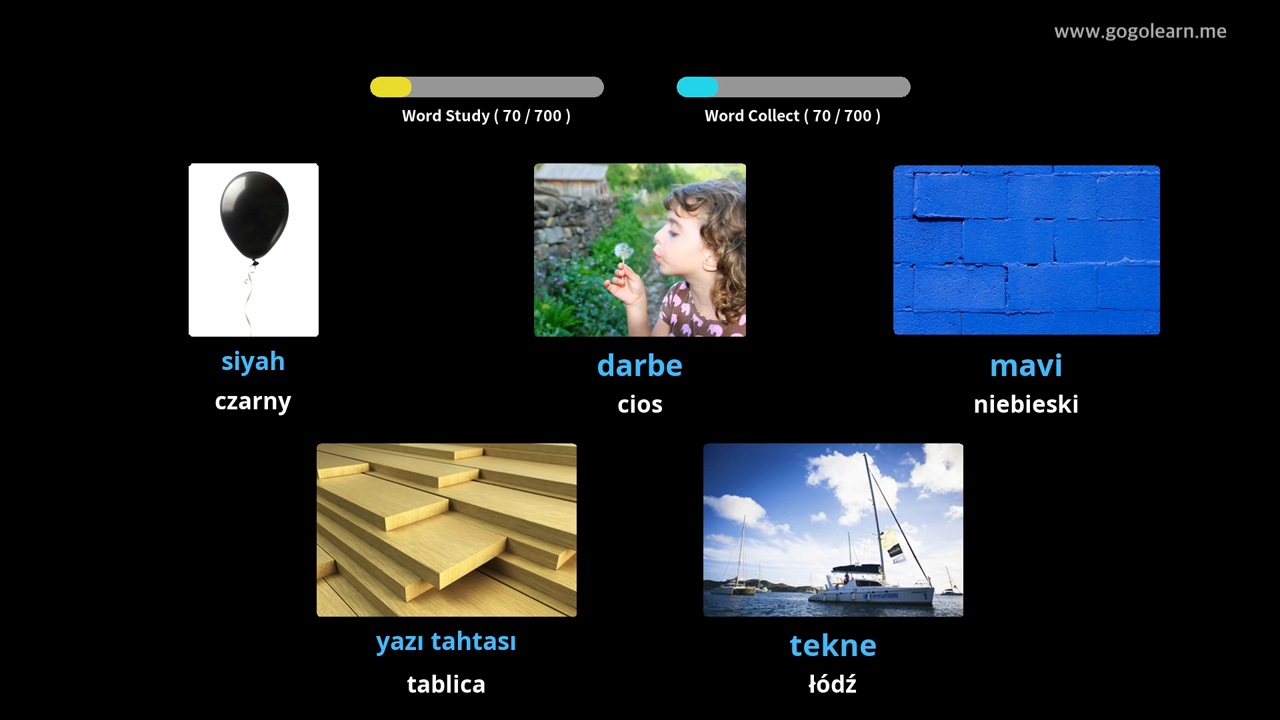 www.gogolearn.me
Word Study ( 70 / 700 )
Word Collect ( 70 / 700 )
siyah
czarny
darbe
cios
mavi
niebieski
yazı tahtası
tablica
tekne
łódź